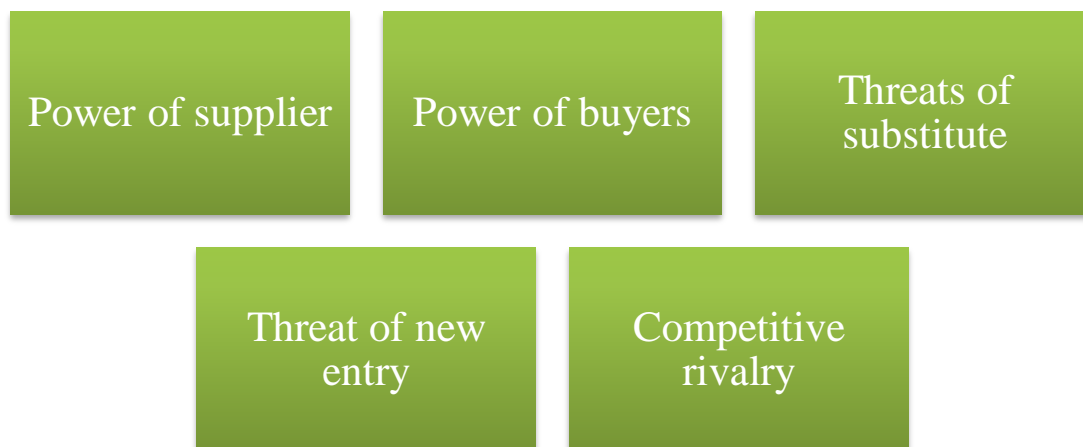 Power of supplier
Power of buyers
Threats of
substitute
Threat of new
entry
Competitive
rivalry